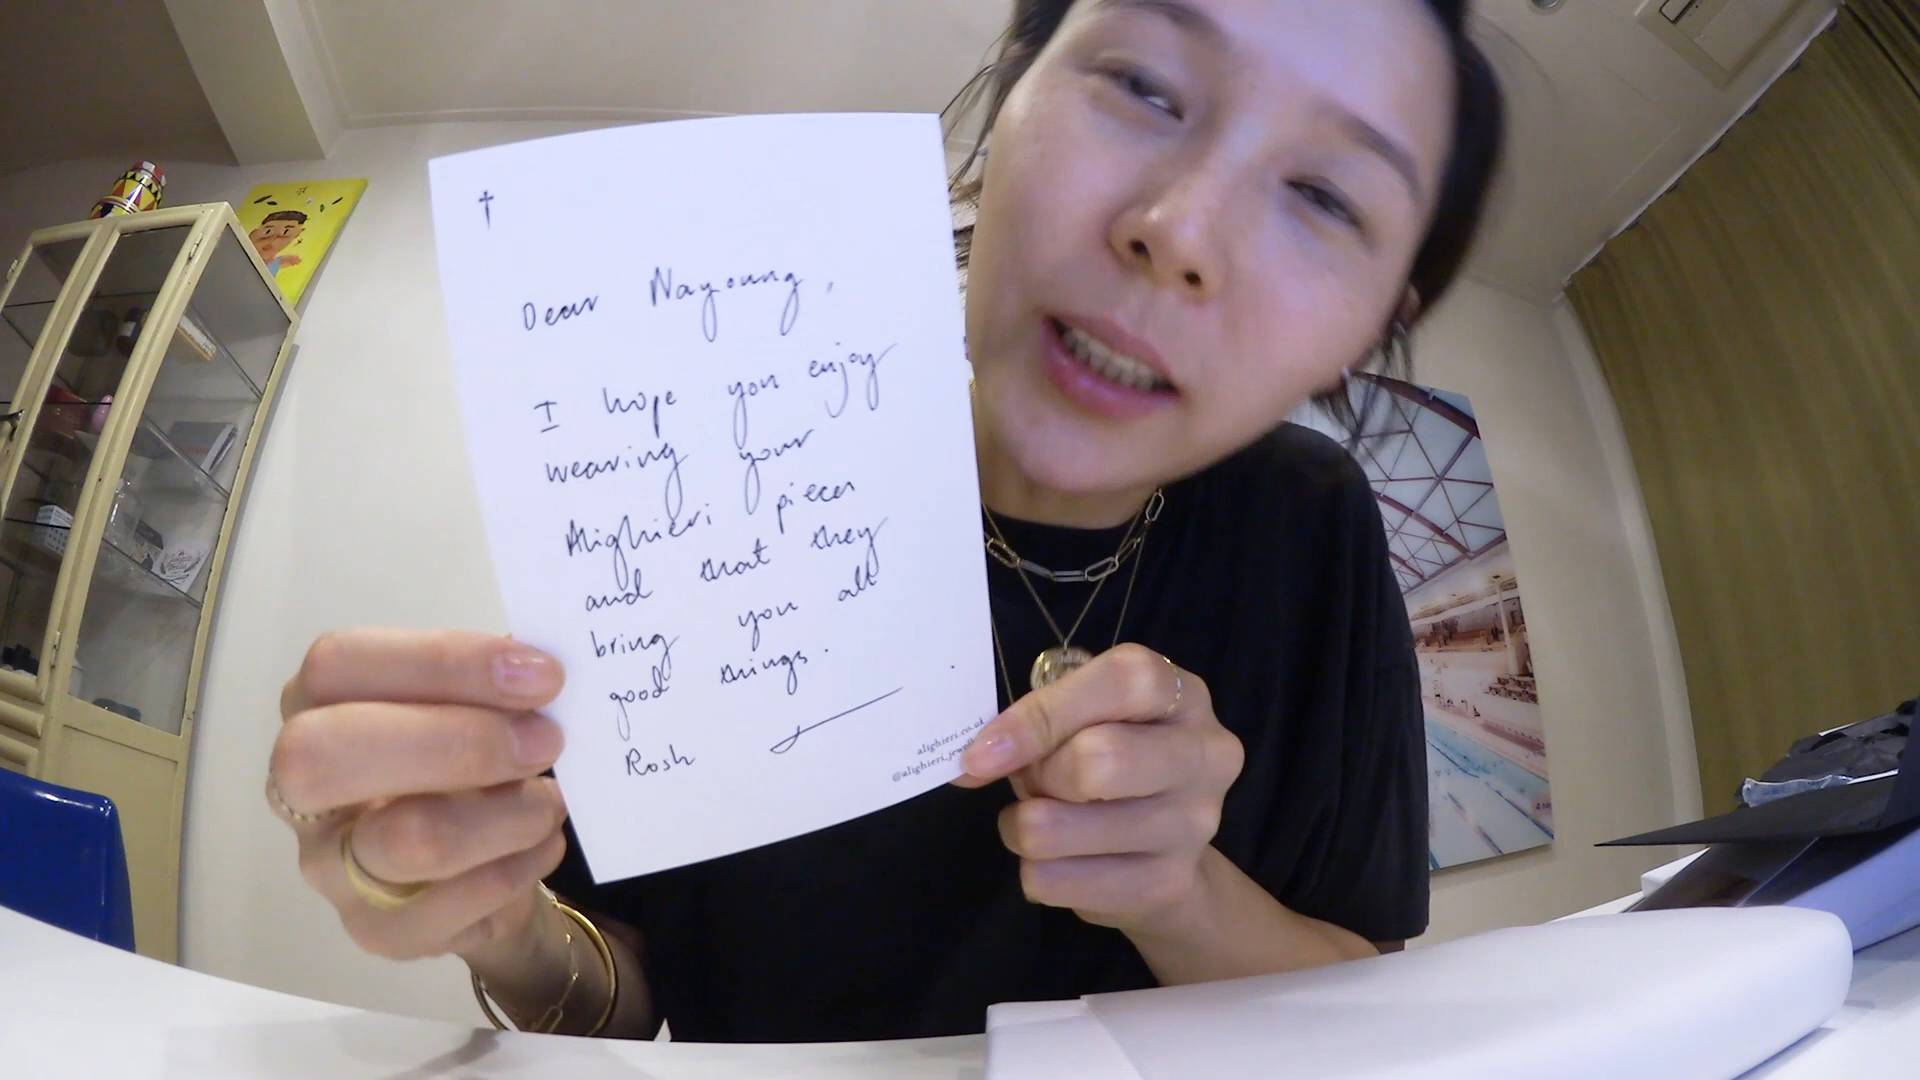 Dear Nayoung,
I hope you enjoy
wearing your
Alighieri pieces
and that they
bring you all
good things.
Rosh
alighieri.co.uk
@alighieri_jewel